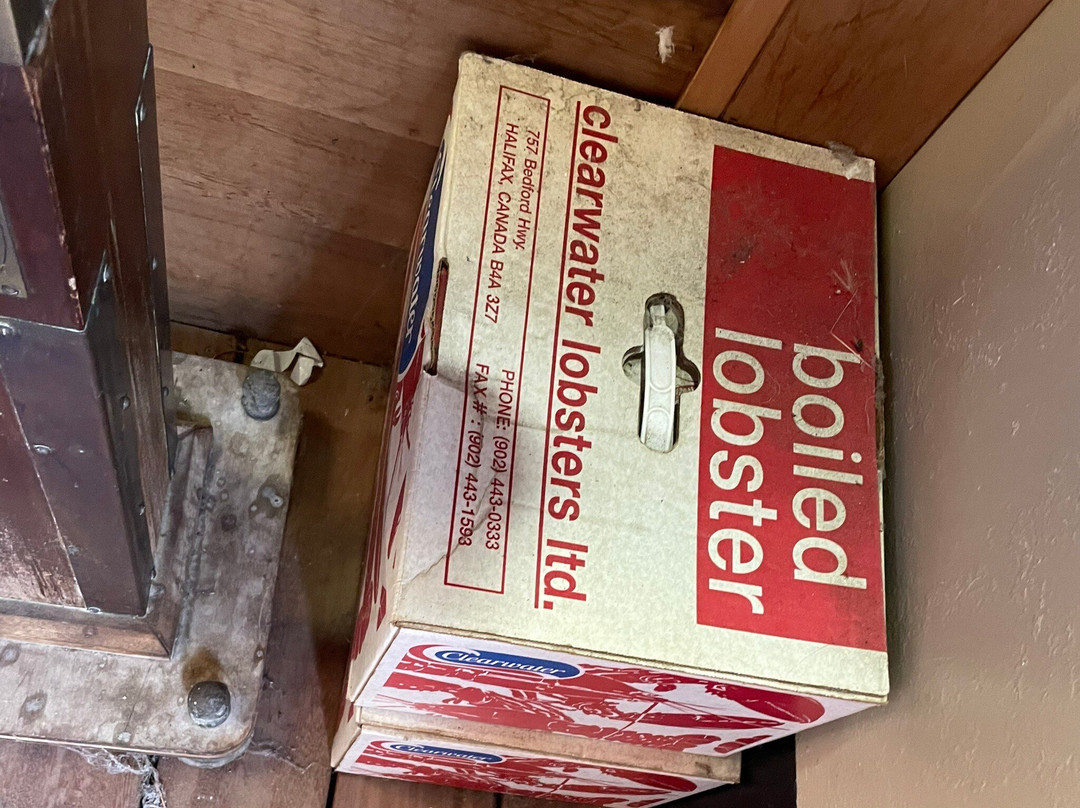 boiled
lobster
clearwater lobsters ltd.
757 Bedford Hwy.
HALIFAX, CANADA B4A 3Z7
PHONE: (902) 443-0333
FAX # : (902) 443-1593
Clearwater
Clearwater